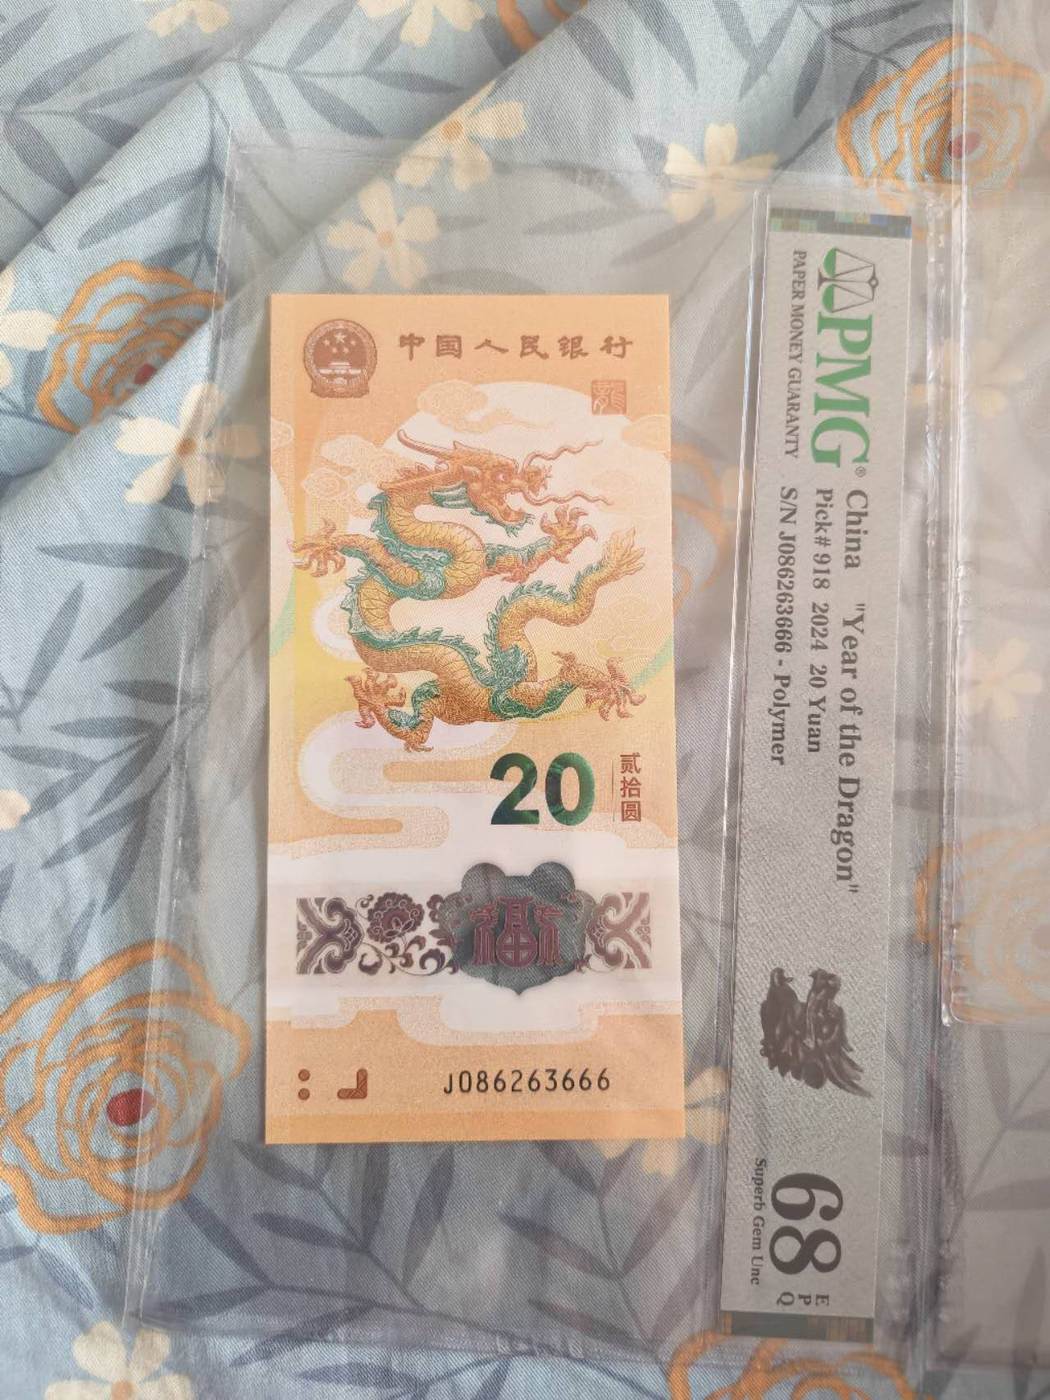 中国人民银行
20
贰拾圆
福
J086263666
PMG®
PAPER MONEY GUARANTY
China "Year of the Dragon"
Pick# 918 2024 20 Yuan
S/N J086263666 - Polymer
68
EPQ
Superb Gem Unc